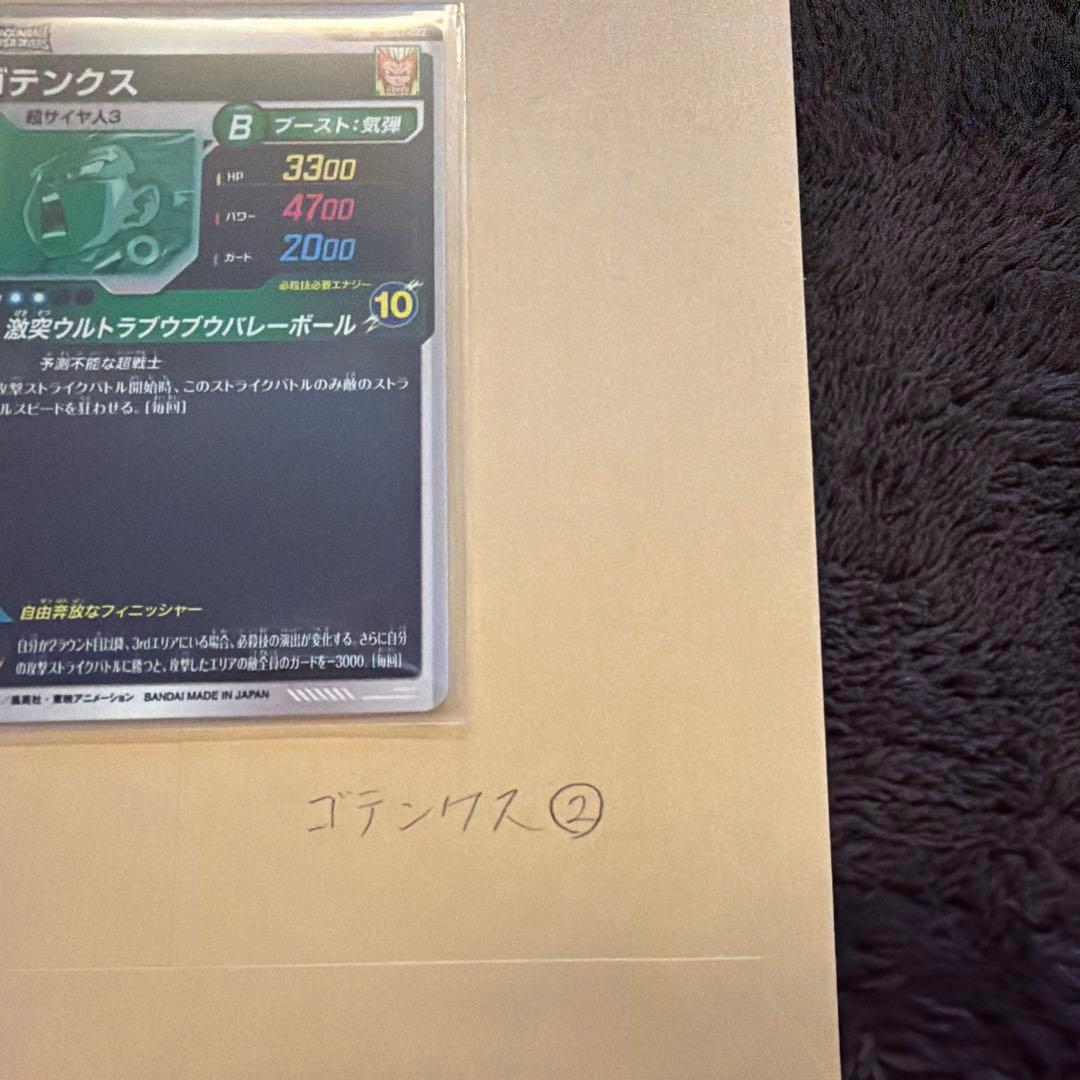 ゴテンクス
超サイヤ人3
B ブースト:気弾
HP 3300
パワー 4700
ガード 2000
必殺技必要エナジー
10
激突ウルトラブウブウバレーボール
予測不能な超戦士
攻撃ストライクバトル開始時、このストライクバトルのみ敵のストラ
ルスピードを狂わせる。[毎回]
自由奔放なフィニッシャー
自分が2ラウンド目以降、3rdエリアにいる場合、必殺技の演出が変化する。さらに自分
の攻撃ストライクバトルに勝つと、攻撃したエリアの敵全員のガードを-3000。[毎回]
/集英社・東映アニメーション BANDAI MADE IN JAPAN
ゴテンクス②